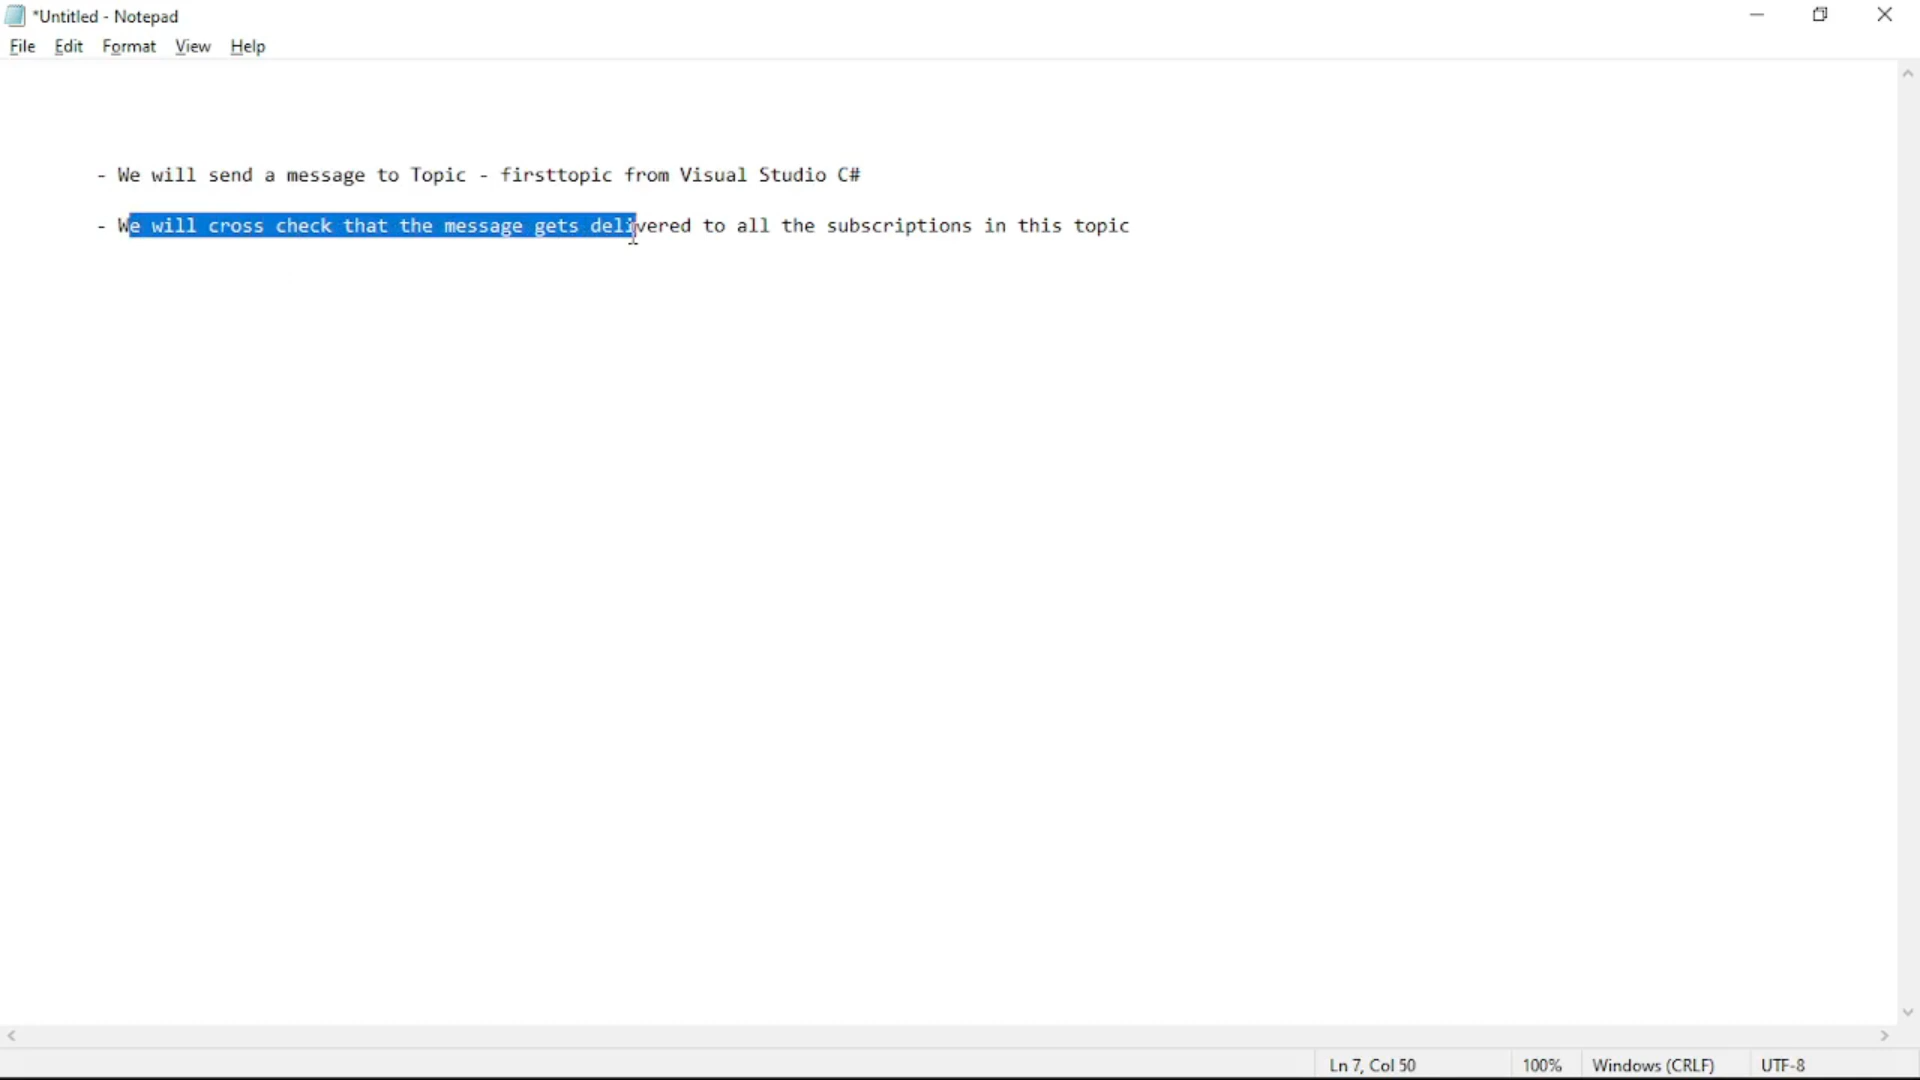 *Untitled - Notepad
File Edit Format View Help
- We will send a message to Topic - firsttopic from Visual Studio C#
- We will cross check that the message gets delivered to all the subscriptions in this topic
Ln 7, Col 50 100% Windows (CRLF) UTF-8